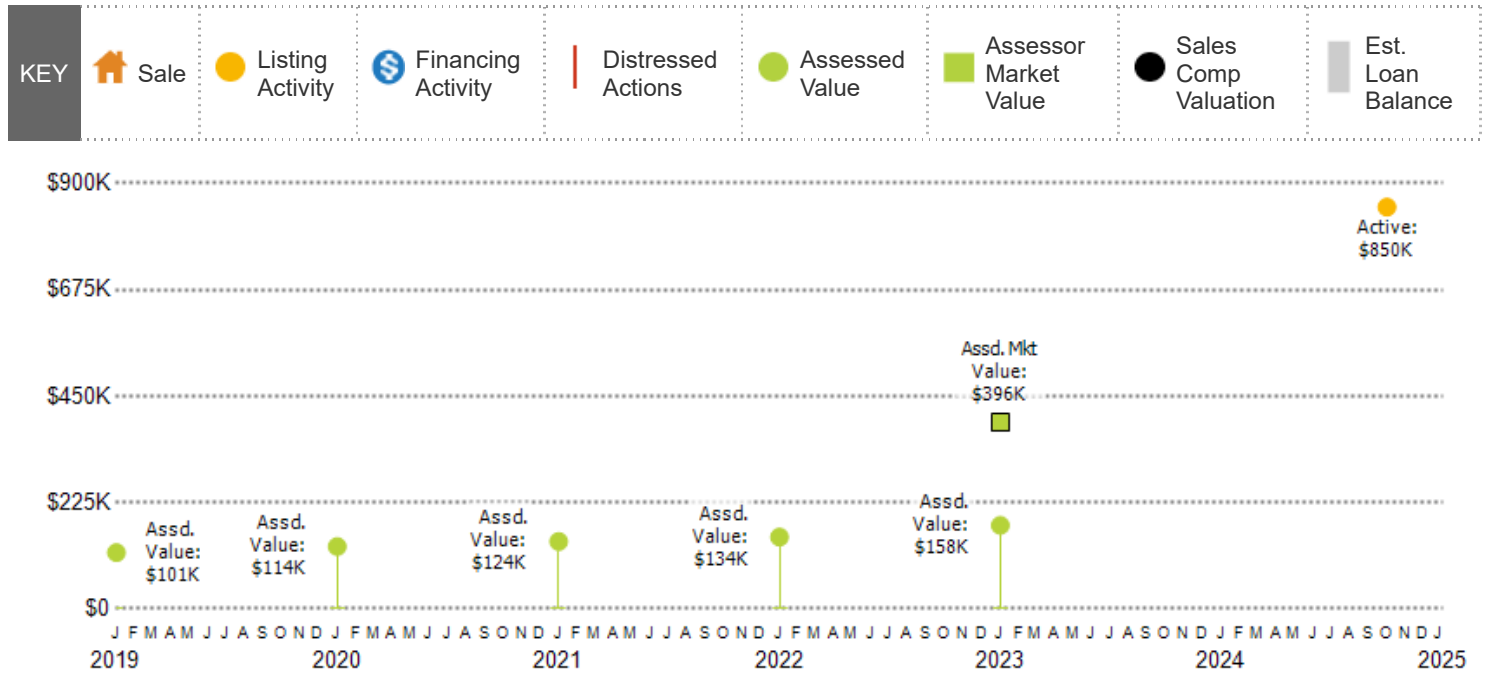 KEY
Sale
Listing
Activity
Financing
Activity
Distressed
Actions
Assessed
Value
Assessor
Market
Value
Sales
Comp
Valuation
Est.
Loan
Balance
$900K
Active:
$850K
$675K
Assd. Mkt
Value:
$396K
$450K
$225K
Assd.
Value:
$101K
Assd.
Value:
$114K
Assd.
Value:
$124K
Assd.
Value:
$134K
Assd.
Value:
$158K
$0
J F M A M J J A S O N D J F M A M J J A S O N D J F M A M J J A S O N D J F M A M J J A S O N D J F M A M J J A S O N D J F M A M J J A S O N D J
2019 2020 2021 2022 2023 2024 2025